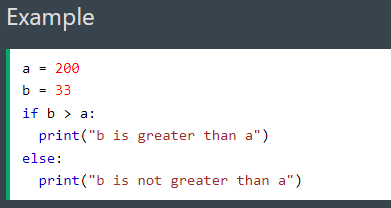 Example
a = 200
b = 33
if b > a:
  print("b is greater than a")
else:
  print("b is not greater than a")